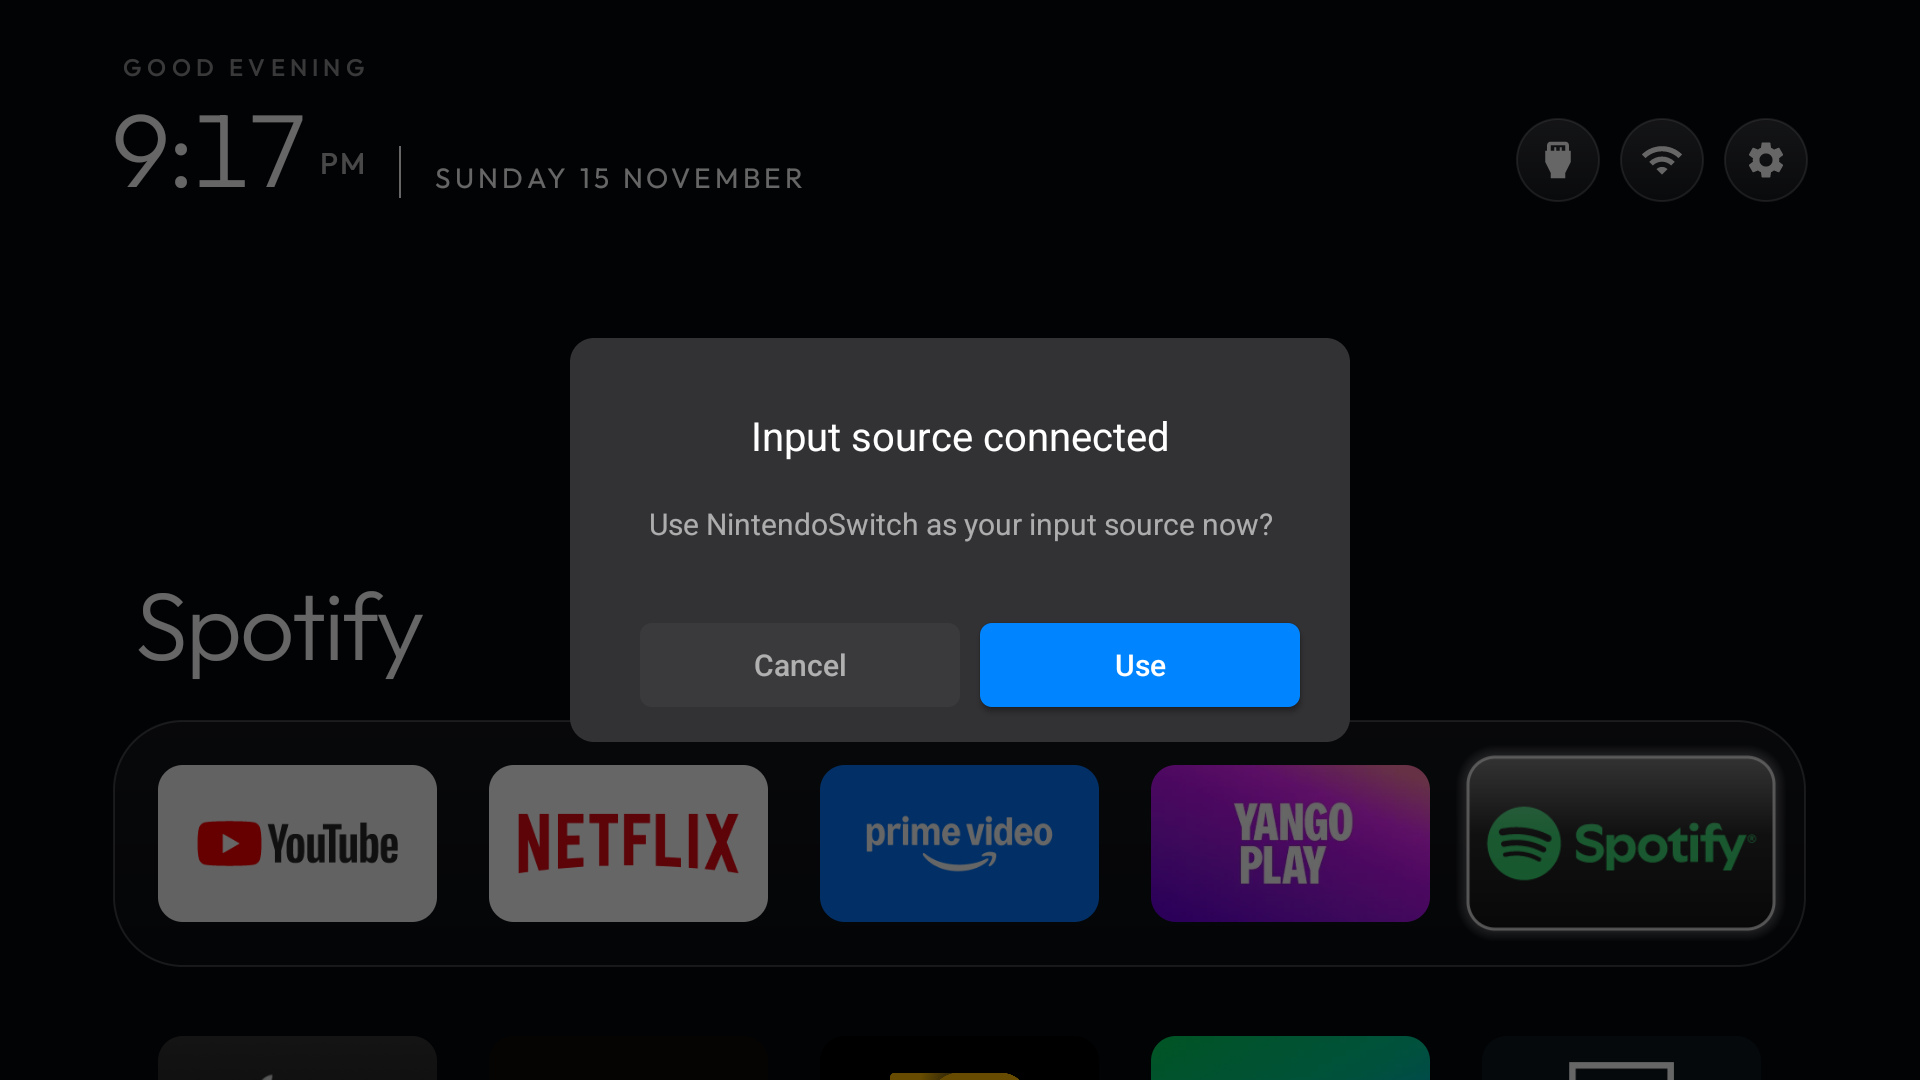 GOOD EVENING
9:17 PM
SUNDAY 15 NOVEMBER
Input source connected
Use NintendoSwitch as your input source now?
Cancel
Use
Spotify
YouTube
NETFLIX
prime video
YANGO
PLAY
Spotify®